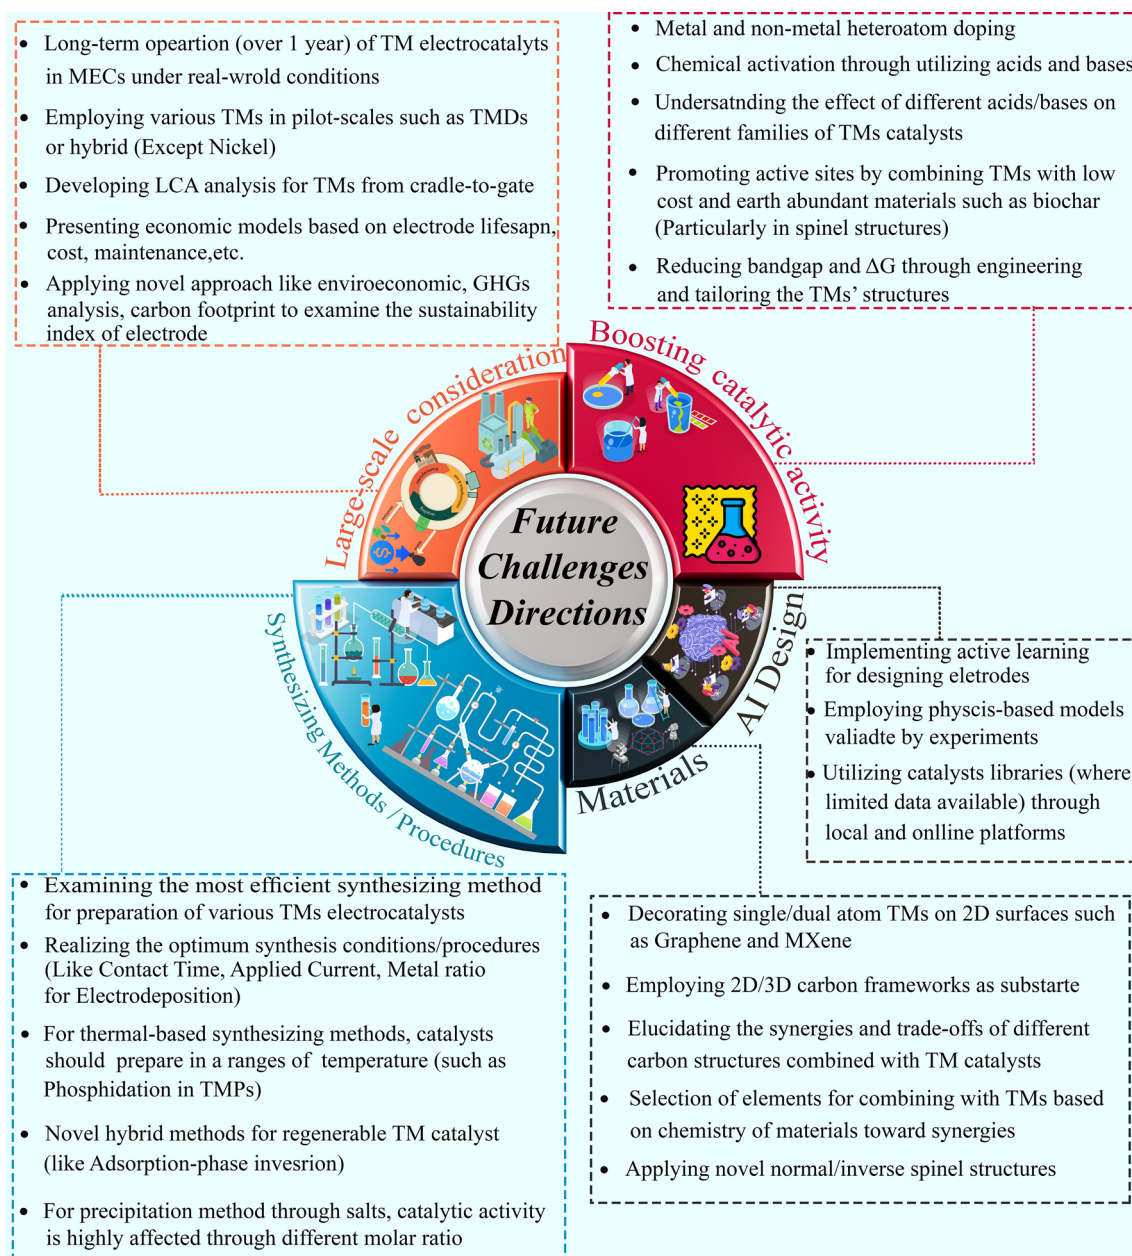 • Long-term opeartion (over 1 year) of TM electrocatalyts
in MECs under real-wrold conditions
• Employing various TMs in pilot-scales such as TMDs
or hybrid (Except Nickel)
• Developing LCA analysis for TMs from cradle-to-gate
• Presenting economic models based on electrode lifesapn,
cost, maintenance,etc.
• Applying novel approach like enviroeconomic, GHGs
analysis, carbon footprint to examine the sustainability
index of electrode
• Metal and non-metal heteroatom doping
• Chemical activation through utilizing acids and bases
• Undersatnding the effect of different acids/bases on
different families of TMs catalysts
• Promoting active sites by combining TMs with low
cost and earth abundant materials such as biochar
(Particularly in spinel structures)
• Reducing bandgap and ΔG through engineering
and tailoring the TMs’ structures
Large-scale consideration
Boosting catalytic activity
Future
Challenges
Directions
Synthesizing Methods /Procedures
Materials
AI Design
• Implementing active learning
for designing eletrodes
• Employing physcis-based models
valiadte by experiments
• Utilizing catalysts libraries (where
limited data available) through
local and onlline platforms
• Examining the most efficient synthesizing method
for preparation of various TMs electrocatalysts
• Realizing the optimum synthesis conditions/procedures
(Like Contact Time, Applied Current, Metal ratio
for Electrodeposition)
• For thermal-based synthesizing methods, catalysts
should prepare in a ranges of temperature (such as
Phosphidation in TMPs)
• Novel hybrid methods for regenerable TM catalyst
(like Adsorption-phase invesrion)
• For precipitation method through salts, catalytic activity
is highly affected through different molar ratio
• Decorating single/dual atom TMs on 2D surfaces such
as Graphene and MXene
• Employing 2D/3D carbon frameworks as substarte
• Elucidating the synergies and trade-offs of different
carbon structures combined with TM catalysts
• Selection of elements for combining with TMs based
on chemistry of materials toward synergies
• Applying novel normal/inverse spinel structures